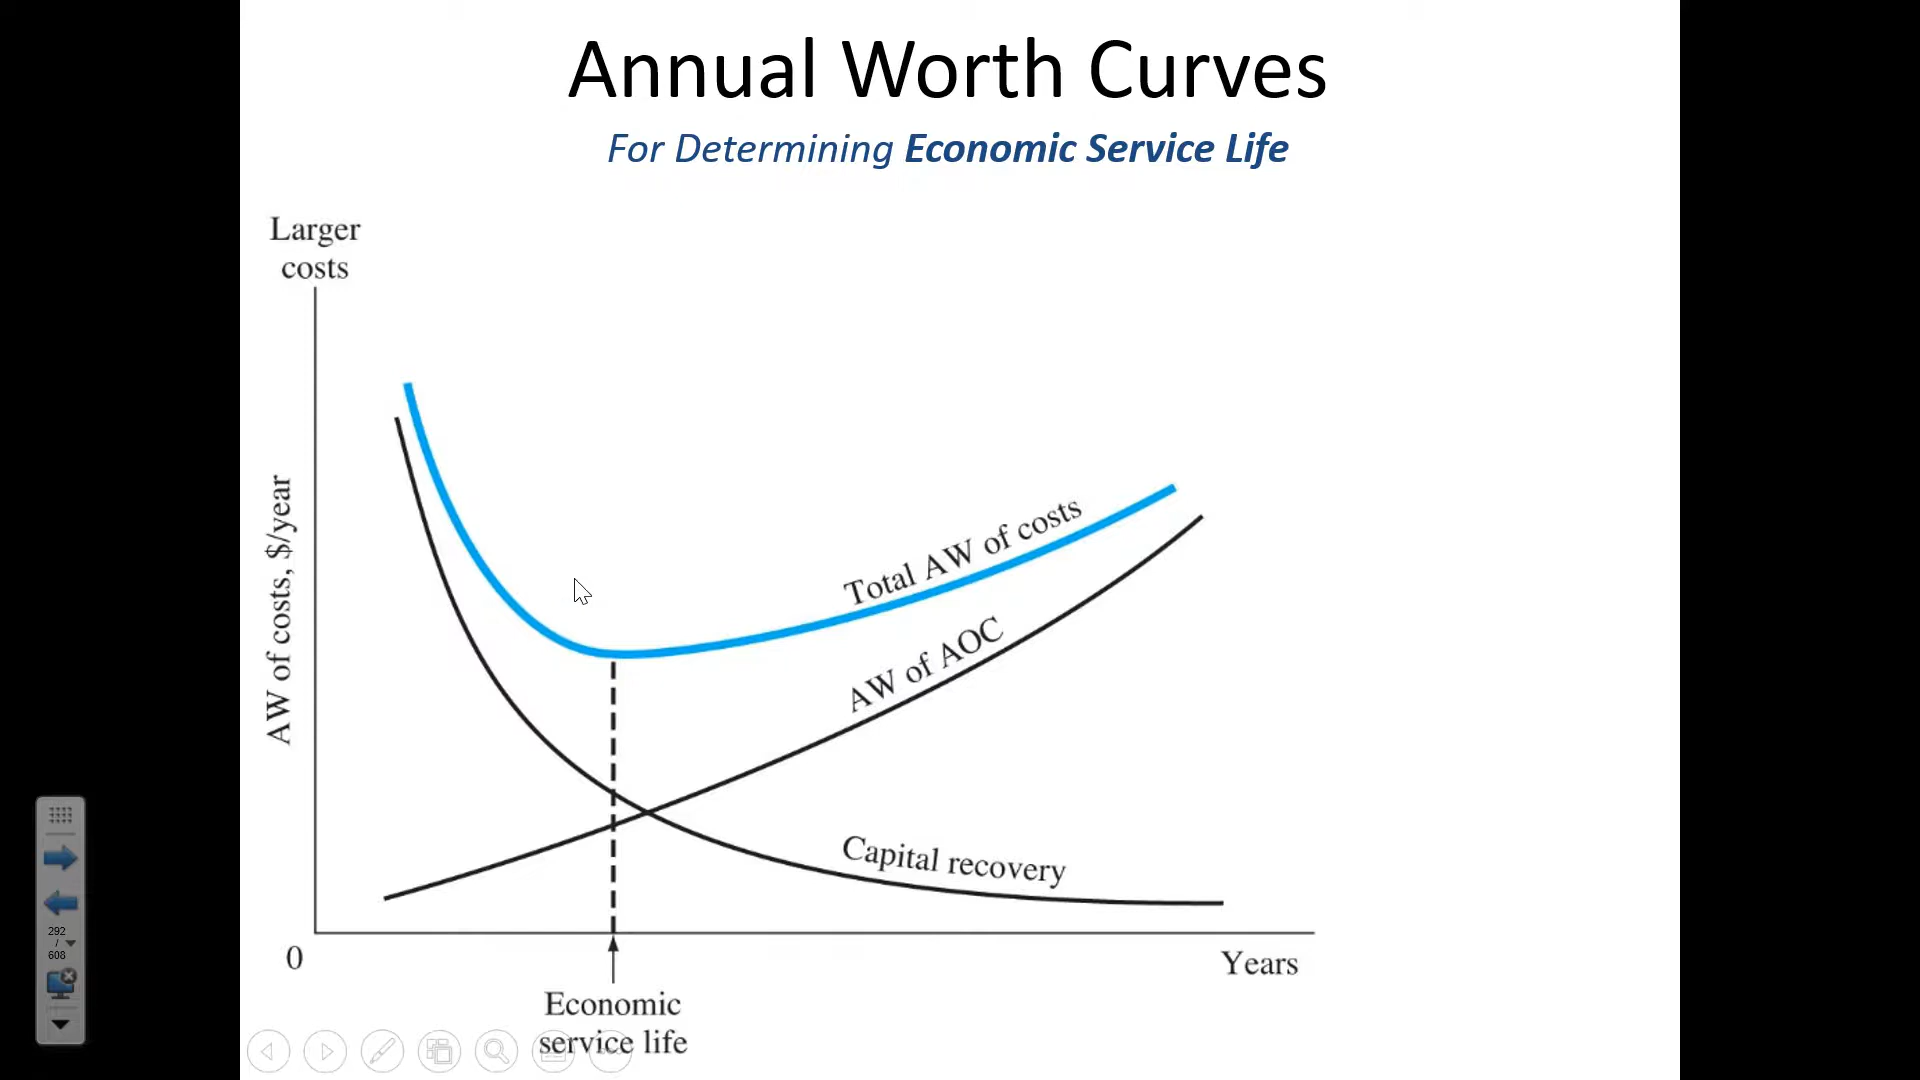 Annual Worth Curves
For Determining Economic Service Life
Larger
costs
AW of costs, $/year
Total AW of costs
AW of AOC
Capital recovery
0
Years
Economic
service life
292
/
608